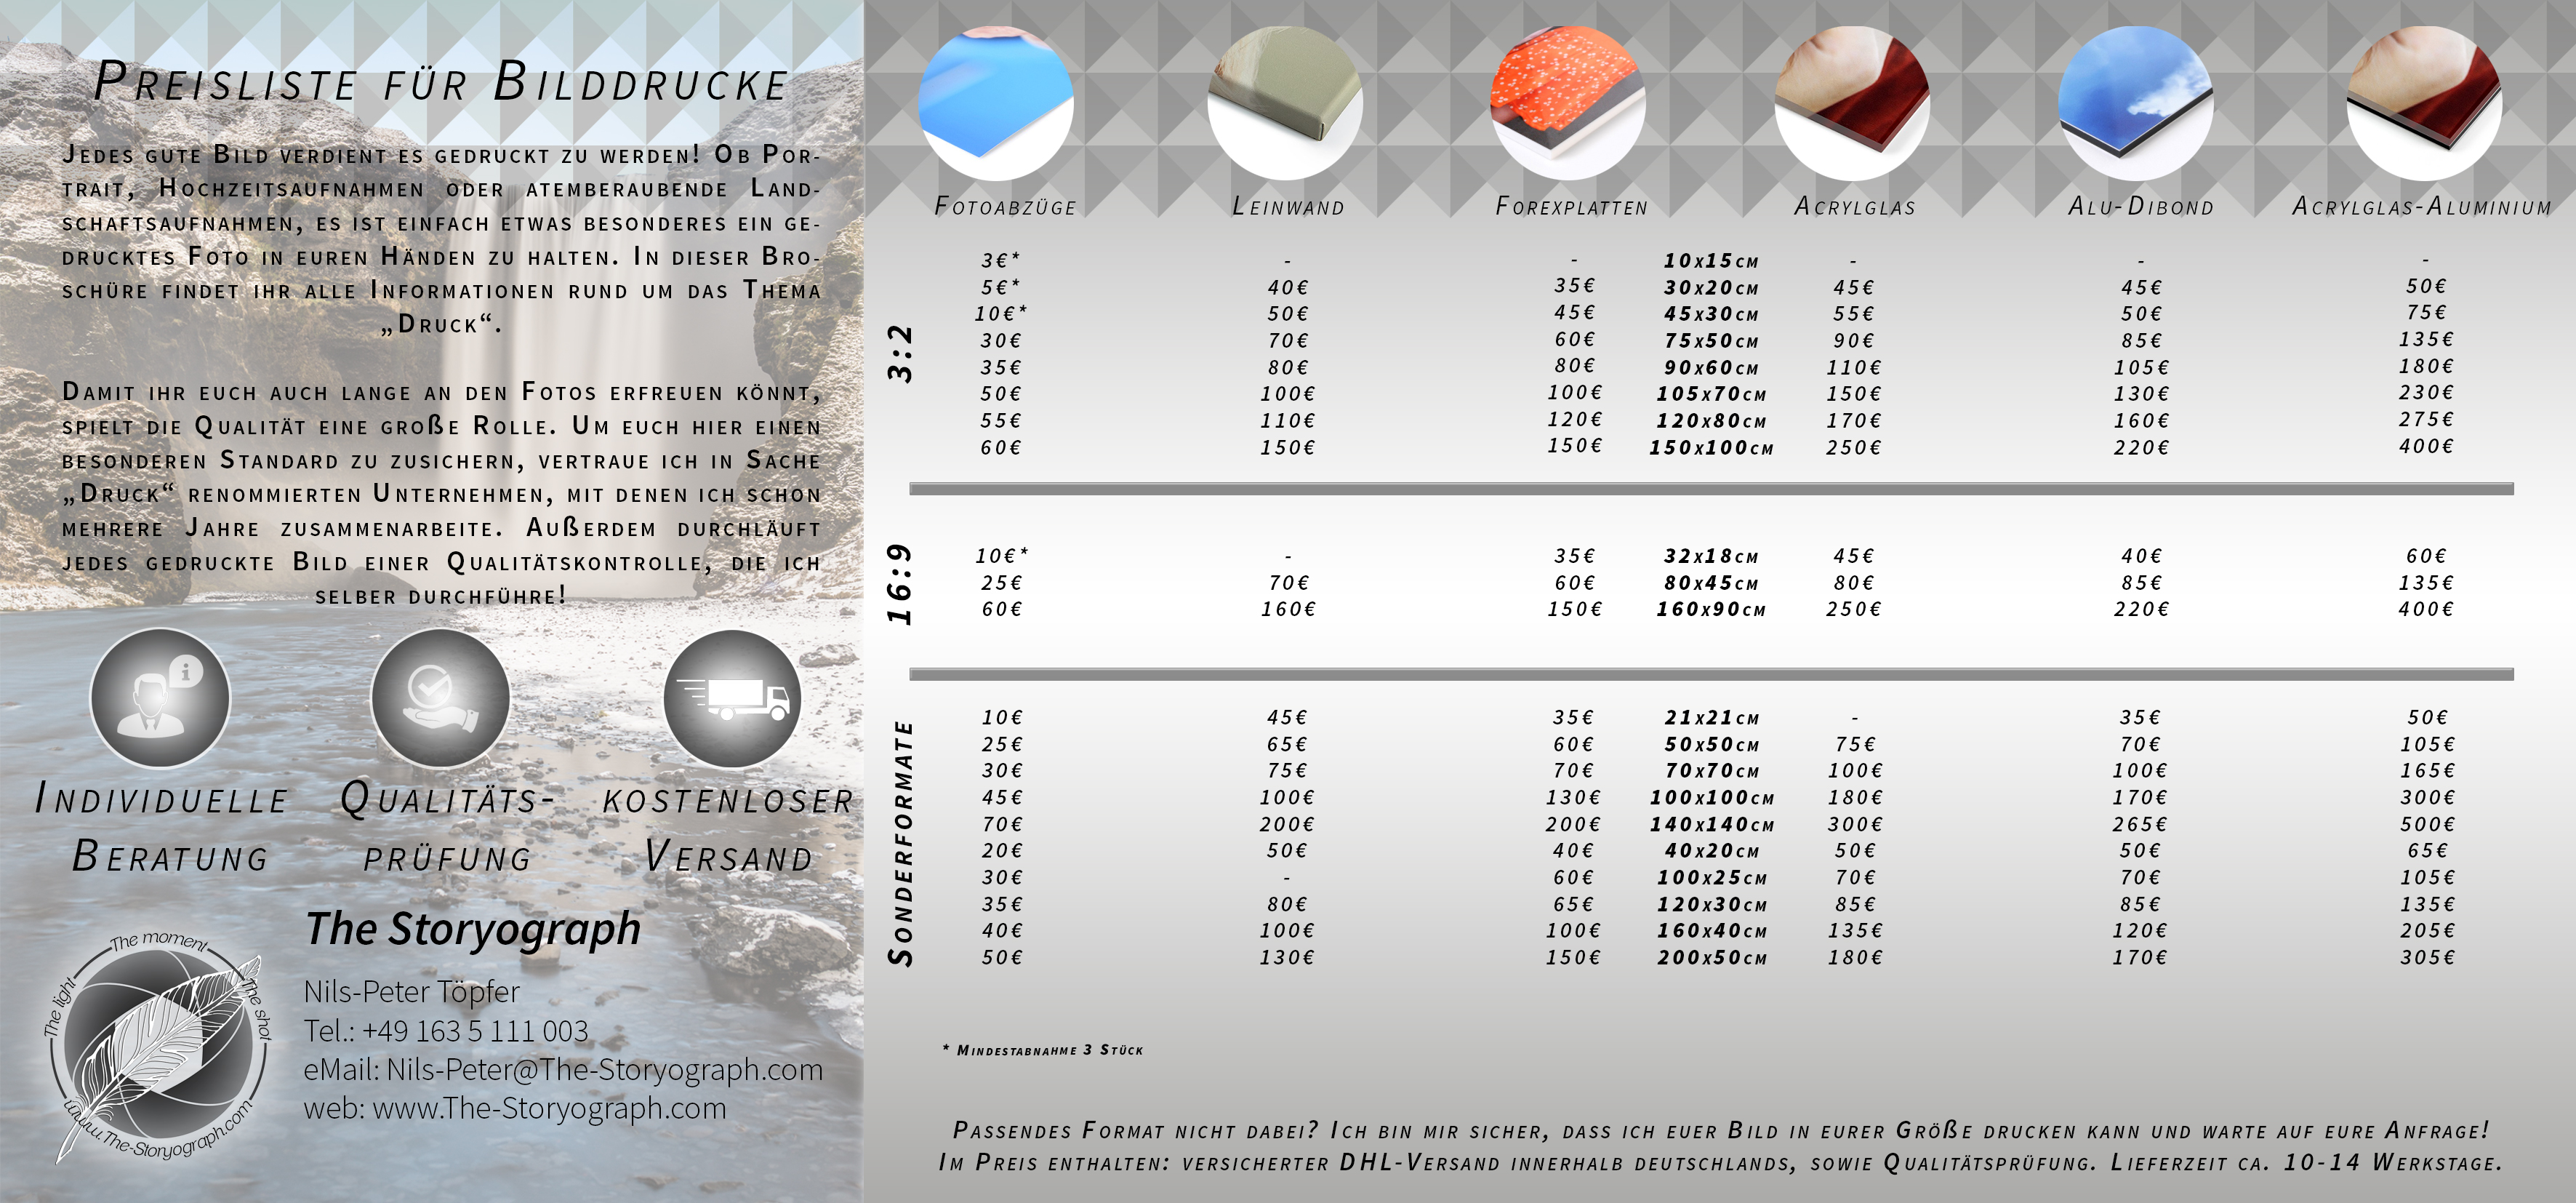 Preisliste für Bilddrucke
Jedes gute Bild verdient es gedruckt zu werden! Ob Por-
trait, Hochzeitsaufnahmen oder atemberaubende Land-
schaftsaufnahmen, es ist einfach etwas besonderes ein ge-
drucktes Foto in euren Händen zu halten. In dieser Bro-
schüre findet ihr alle Informationen rund um das Thema
„Druck“.
Damit ihr euch auch lange an den Fotos erfreuen könnt,
spielt die Qualität eine große Rolle. Um euch hier einen
besonderen Standard zu zusichern, vertraue ich in Sache
„Druck“ renommierten Unternehmen, mit denen ich schon
mehrere Jahre zusammenarbeite. Außerdem durchläuft
jedes gedruckte Bild einer Qualitätskontrolle, die ich
selber durchführe!
Individuelle
Beratung
Qualitäts-
prüfung
kostenloser
Versand
The moment
The light
The shot
www.The-Storyograph.com
The Storyograph
Nils-Peter Töpfer
Tel.: +49 163 5 111 003
eMail: Nils-Peter@The-Storyograph.com
web: www.The-Storyograph.com
Fotoabzüge Leinwand Forexplatten Acrylglas Alu-Dibond Acrylglas-Aluminium
3:2
3€* - - 10x15cm - - -
5€* 40€ 35€ 30x20cm 45€ 45€ 50€
10€* 50€ 45€ 45x30cm 55€ 50€ 75€
30€ 70€ 60€ 75x50cm 90€ 85€ 135€
35€ 80€ 80€ 90x60cm 110€ 105€ 180€
50€ 100€ 100€ 105x70cm 150€ 130€ 230€
55€ 110€ 120€ 120x80cm 170€ 160€ 275€
60€ 150€ 150€ 150x100cm 250€ 220€ 400€
16:9
10€* - 35€ 32x18cm 45€ 40€ 60€
25€ 70€ 60€ 80x45cm 80€ 85€ 135€
60€ 160€ 150€ 160x90cm 250€ 220€ 400€
Sonderformate
10€ 45€ 35€ 21x21cm - 35€ 50€
25€ 65€ 60€ 50x50cm 75€ 70€ 105€
30€ 75€ 70€ 70x70cm 100€ 100€ 165€
45€ 100€ 130€ 100x100cm 180€ 170€ 300€
70€ 200€ 200€ 140x140cm 300€ 265€ 500€
20€ 50€ 40€ 40x20cm 50€ 50€ 65€
30€ - 60€ 100x25cm 70€ 70€ 105€
35€ 80€ 65€ 120x30cm 85€ 85€ 135€
40€ 100€ 100€ 160x40cm 135€ 120€ 205€
50€ 130€ 150€ 200x50cm 180€ 170€ 305€
* Mindestabnahme 3 Stück
Passendes Format nicht dabei? Ich bin mir sicher, dass ich euer Bild in eurer Größe drucken kann und warte auf eure Anfrage!
Im Preis enthalten: versicherter DHL-Versand innerhalb deutschlands, sowie Qualitätsprüfung. Lieferzeit ca. 10-14 Werkstage.